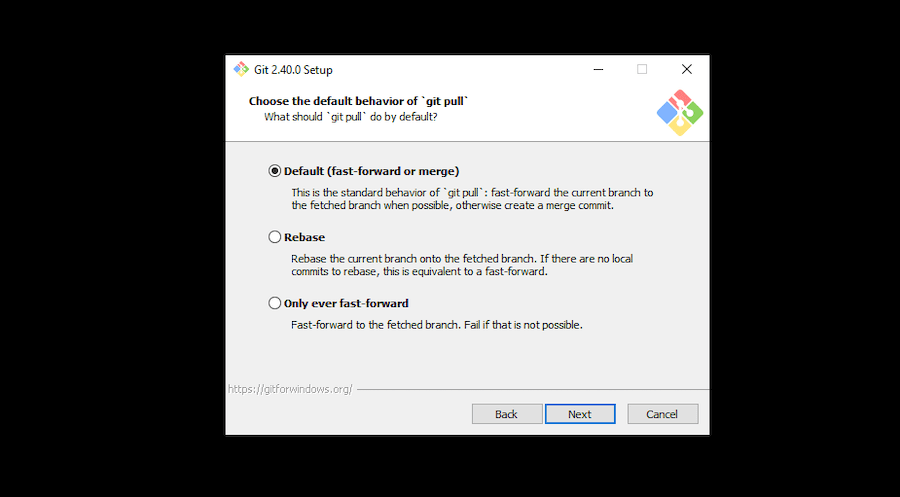 Git 2.40.0 Setup
Choose the default behavior of `git pull`
What should `git pull` do by default?
Default (fast-forward or merge)
This is the standard behavior of `git pull`: fast-forward the current branch to
the fetched branch when possible, otherwise create a merge commit.
Rebase
Rebase the current branch onto the fetched branch. If there are no local
commits to rebase, this is equivalent to a fast-forward.
Only ever fast-forward
Fast-forward to the fetched branch. Fail if that is not possible.
https://gitforwindows.org/
Back Next Cancel